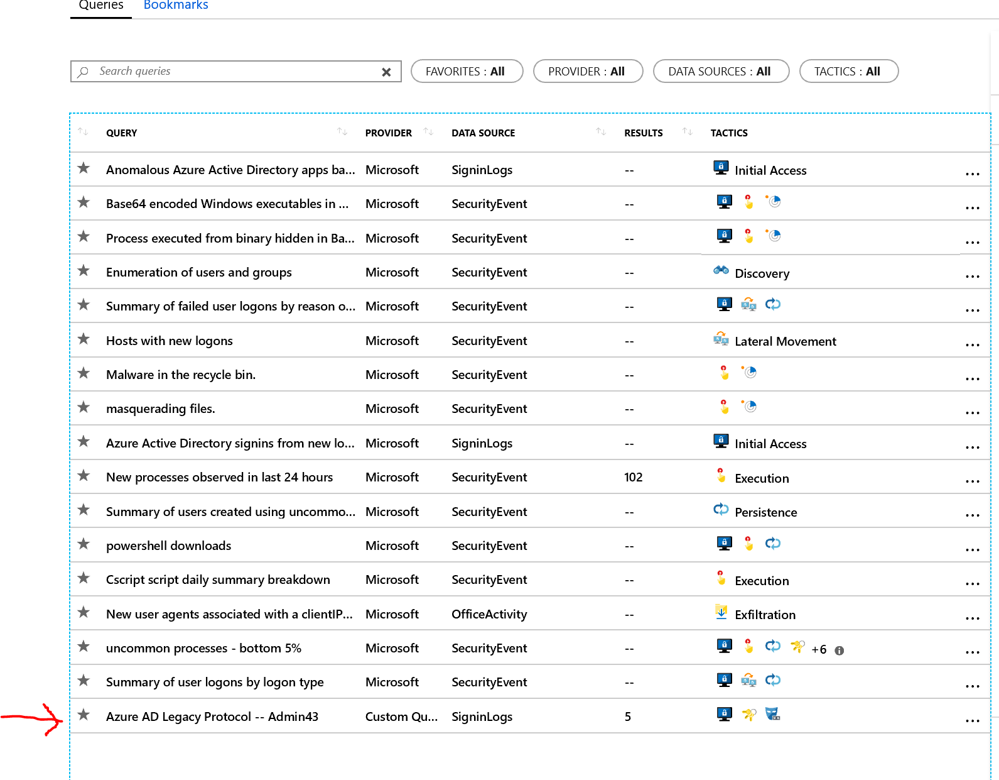 Queries Bookmarks
Search queries FAVORITES : All PROVIDER : All DATA SOURCES : All TACTICS : All
QUERY PROVIDER DATA SOURCE RESULTS TACTICS
Anomalous Azure Active Directory apps ba... Microsoft SigninLogs -- Initial Access ...
Base64 encoded Windows executables in ... Microsoft SecurityEvent -- ...
Process executed from binary hidden in Ba... Microsoft SecurityEvent -- ...
Enumeration of users and groups Microsoft SecurityEvent -- Discovery ...
Summary of failed user logons by reason o... Microsoft SecurityEvent -- ...
Hosts with new logons Microsoft SecurityEvent -- Lateral Movement ...
Malware in the recycle bin. Microsoft SecurityEvent -- ...
masquerading files. Microsoft SecurityEvent -- ...
Azure Active Directory signins from new lo... Microsoft SigninLogs -- Initial Access ...
New processes observed in last 24 hours Microsoft SecurityEvent 102 Execution ...
Summary of users created using uncommo... Microsoft SecurityEvent -- Persistence ...
powershell downloads Microsoft SecurityEvent -- ...
Cscript script daily summary breakdown Microsoft SecurityEvent -- Execution ...
New user agents associated with a clientIP... Microsoft OfficeActivity -- Exfiltration ...
uncommon processes - bottom 5% Microsoft SecurityEvent -- +6 ...
Summary of user logons by logon type Microsoft SecurityEvent -- ...
Azure AD Legacy Protocol -- Admin43 Custom Qu... SigninLogs 5 ...